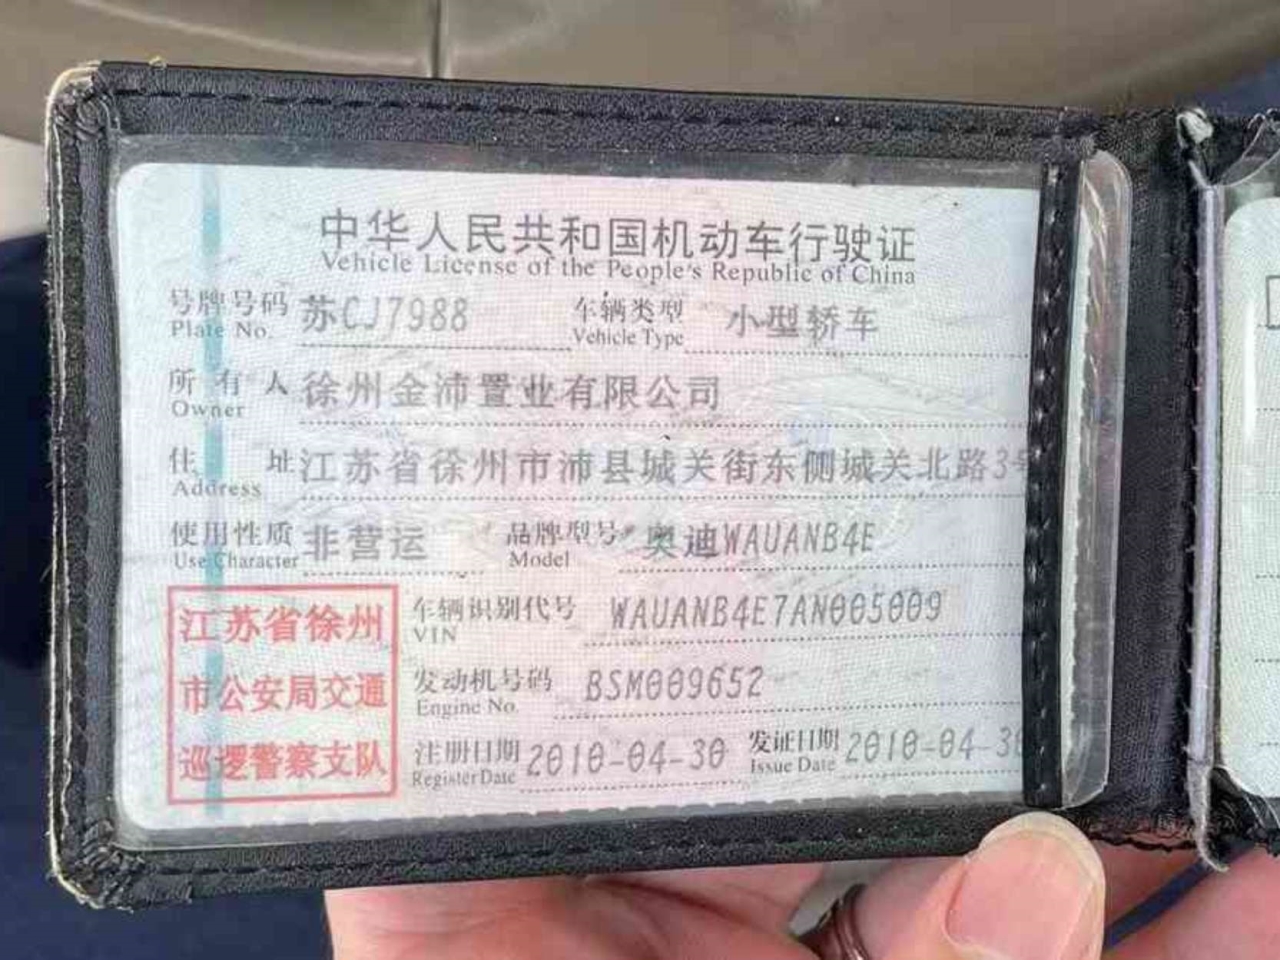 中华人民共和国机动车行驶证
Vehicle License of the People's Republic of China
号牌号码 苏CJ7988 车辆类型 小型轿车
Plate No. Vehicle Type
所有人 徐州金沛置业有限公司
Owner
住址 江苏省徐州市沛县城关街东侧城关北路3号
Address
使用性质 非营运 品牌型号 奥迪WAUANB4E
Use Character Model
江苏省徐州
市公安局交通
巡逻警察支队
车辆识别代号 WAUANB4E7AN005009
VIN
发动机号码 BSM009652
Engine No.
注册日期 2010-04-30 发证日期 2010-04-30
Register Date Issue Date